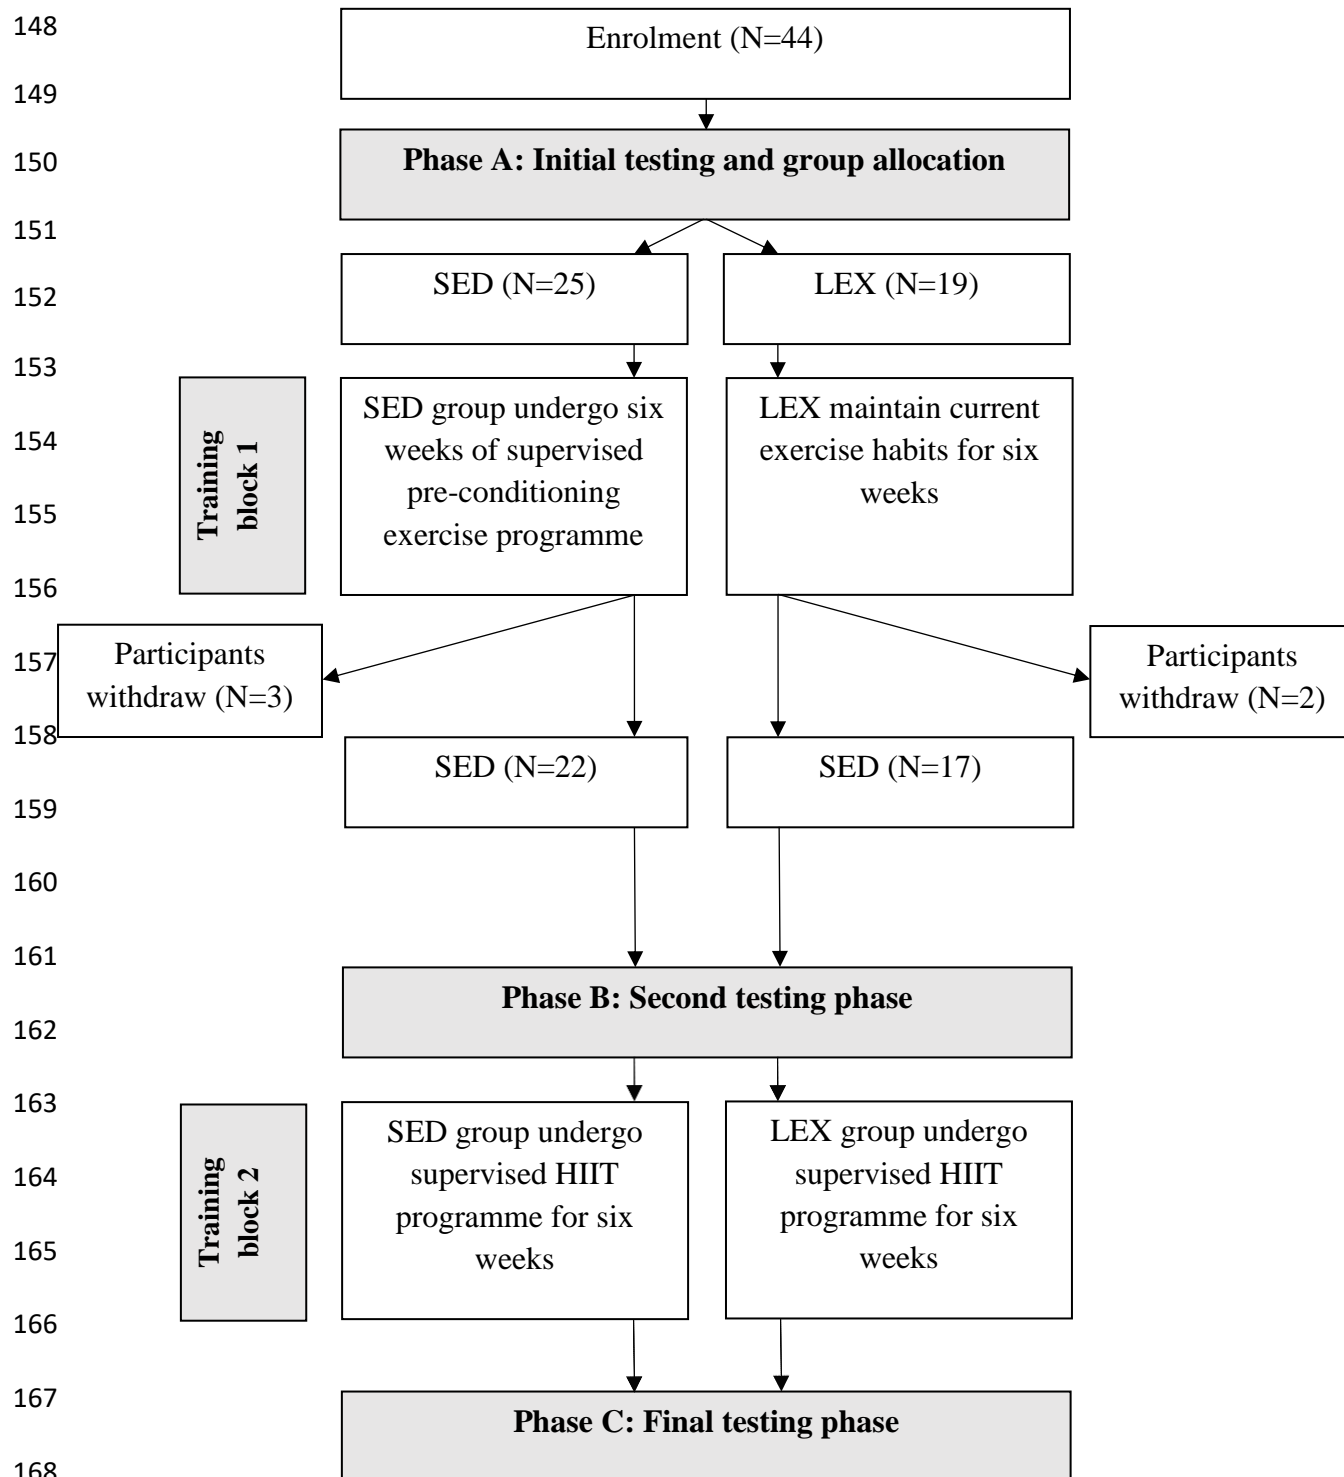 148
Enrolment (N=44)
149
150
Phase A: Initial testing and group allocation
151
152
SED (N=25)
LEX (N=19)
153
154
155
156
Training
block 1
SED group undergo six
weeks of supervised
pre-conditioning
exercise programme
LEX maintain current
exercise habits for six
weeks
157
Participants
withdraw (N=3)
Participants
withdraw (N=2)
158
SED (N=22)
SED (N=17)
159
160
161
Phase B: Second testing phase
162
163
164
165
166
Training
block 2
SED group undergo
supervised HIIT
programme for six
weeks
LEX group undergo
supervised HIIT
programme for six
weeks
167
Phase C: Final testing phase
168